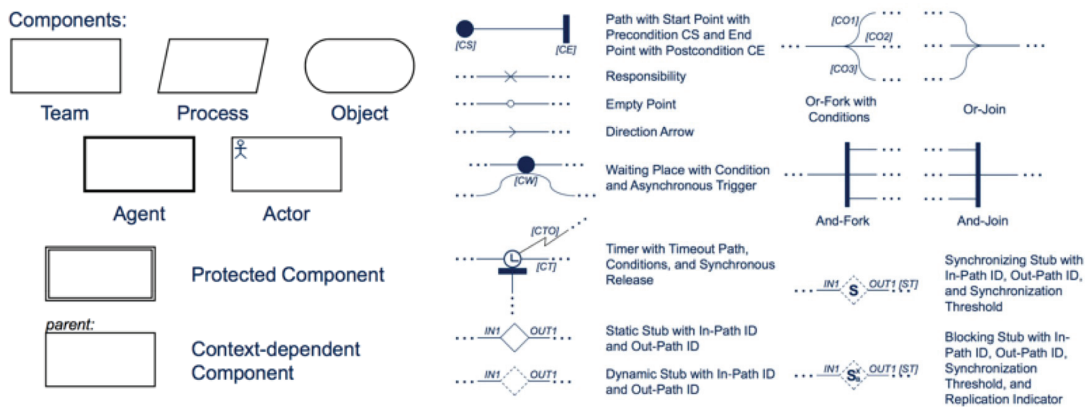 Components:
Team
Process
Object
Agent
Actor
Protected Component
parent:
Context-dependent
Component
[CS]
[CE]
Path with Start Point with
Precondition CS and End
Point with Postcondition CE
Responsibility
Empty Point
Direction Arrow
[CW]
Waiting Place with Condition
and Asynchronous Trigger
[CTO]
[CT]
Timer with Timeout Path,
Conditions, and Synchronous
Release
IN1
OUT1
Static Stub with In-Path ID
and Out-Path ID
IN1
OUT1
Dynamic Stub with In-Path ID
and Out-Path ID
[CO1]
[CO2]
[CO3]
Or-Fork with
Conditions
Or-Join
And-Fork
And-Join
IN1
S
OUT1 [ST]
Synchronizing Stub with
In-Path ID, Out-Path ID,
and Synchronization
Threshold
IN1
OUT1 [ST]
Blocking Stub with In-
Path ID, Out-Path ID,
Synchronization
Threshold, and
Replication Indicator